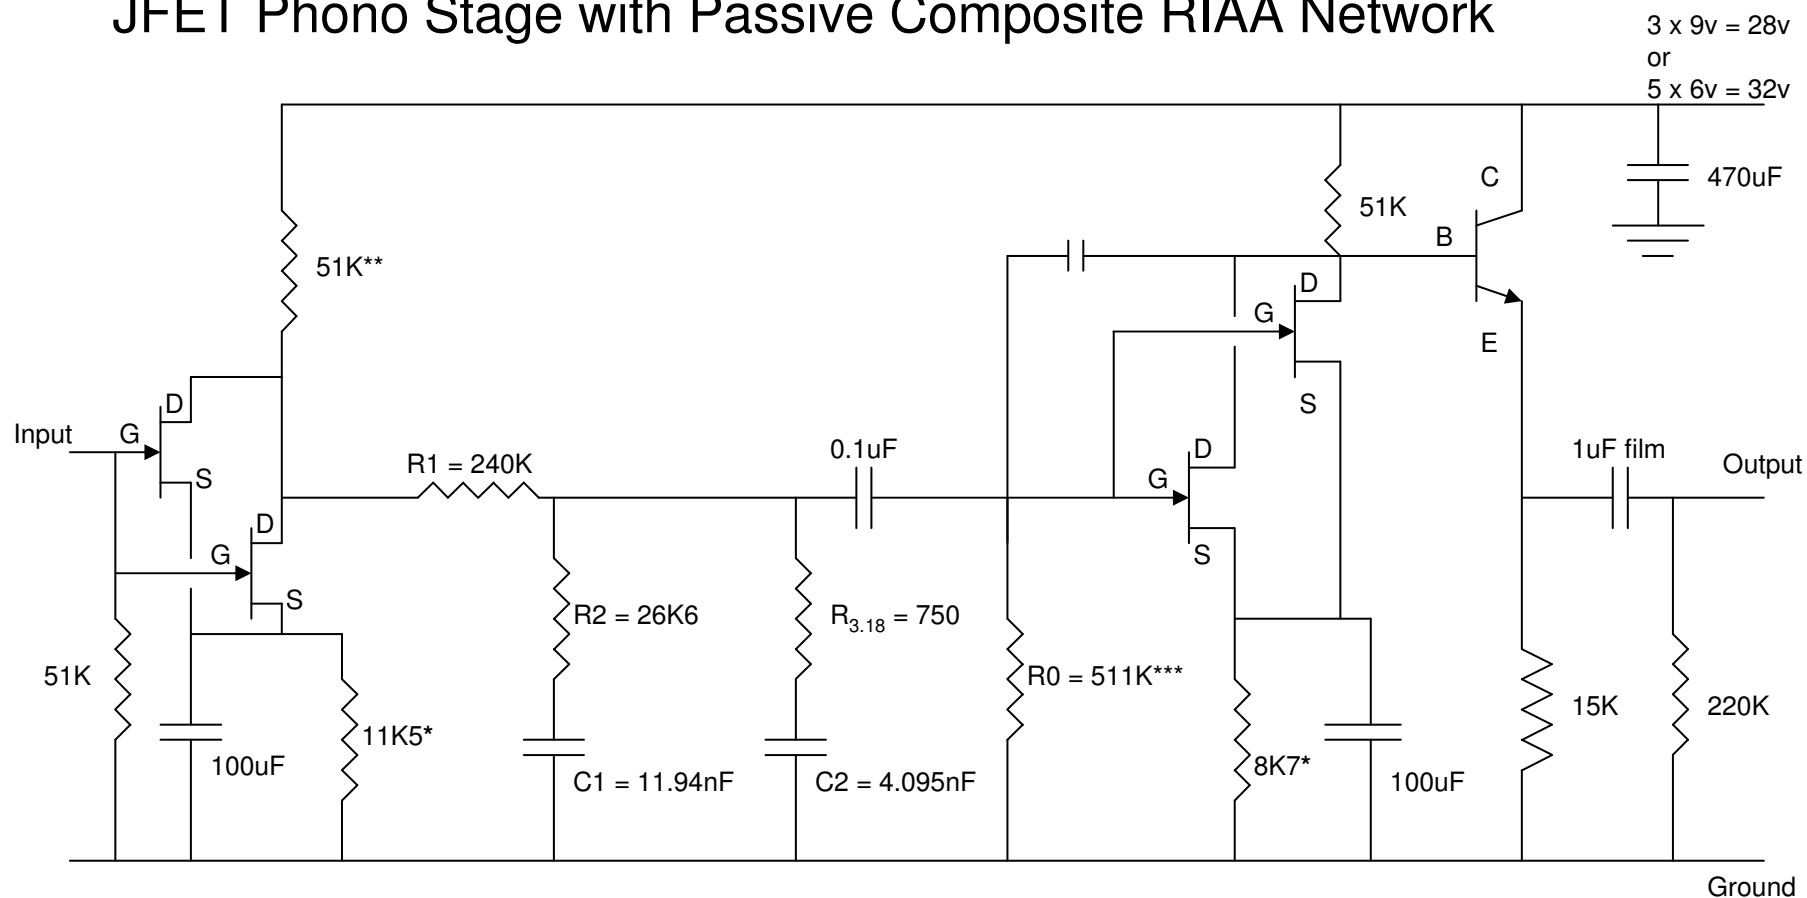 JFET Phono Stage with Passive Composite RIAA Network
3 x 9v = 28v
or
5 x 6v = 32v
C
470uF
51K
B
51K**
D
G
E
D
S
Input
G
R1 = 240K
0.1uF
D
1uF film
Output
S
G
D
G
S
S
R2 = 26K6
R3.18 = 750
51K
R0 = 511K***
15K
220K
11K5*
100uF
8K7*
C1 = 11.94nF
C2 = 4.095nF
100uF
Ground